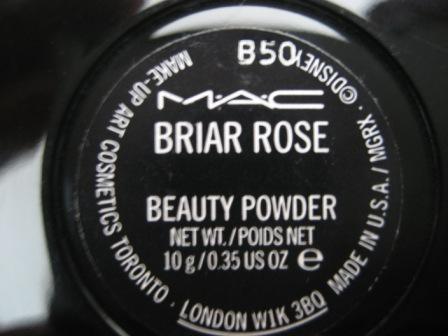 B50
M·A·C
BRIAR ROSE
BEAUTY POWDER
NET WT./POIDS NET
10 g/0.35 US OZ e
MAKE-UP ART COSMETICS TORONTO · LONDON W1K 3BQ
MADE IN U.S.A./ MGRX · ©DISNEY